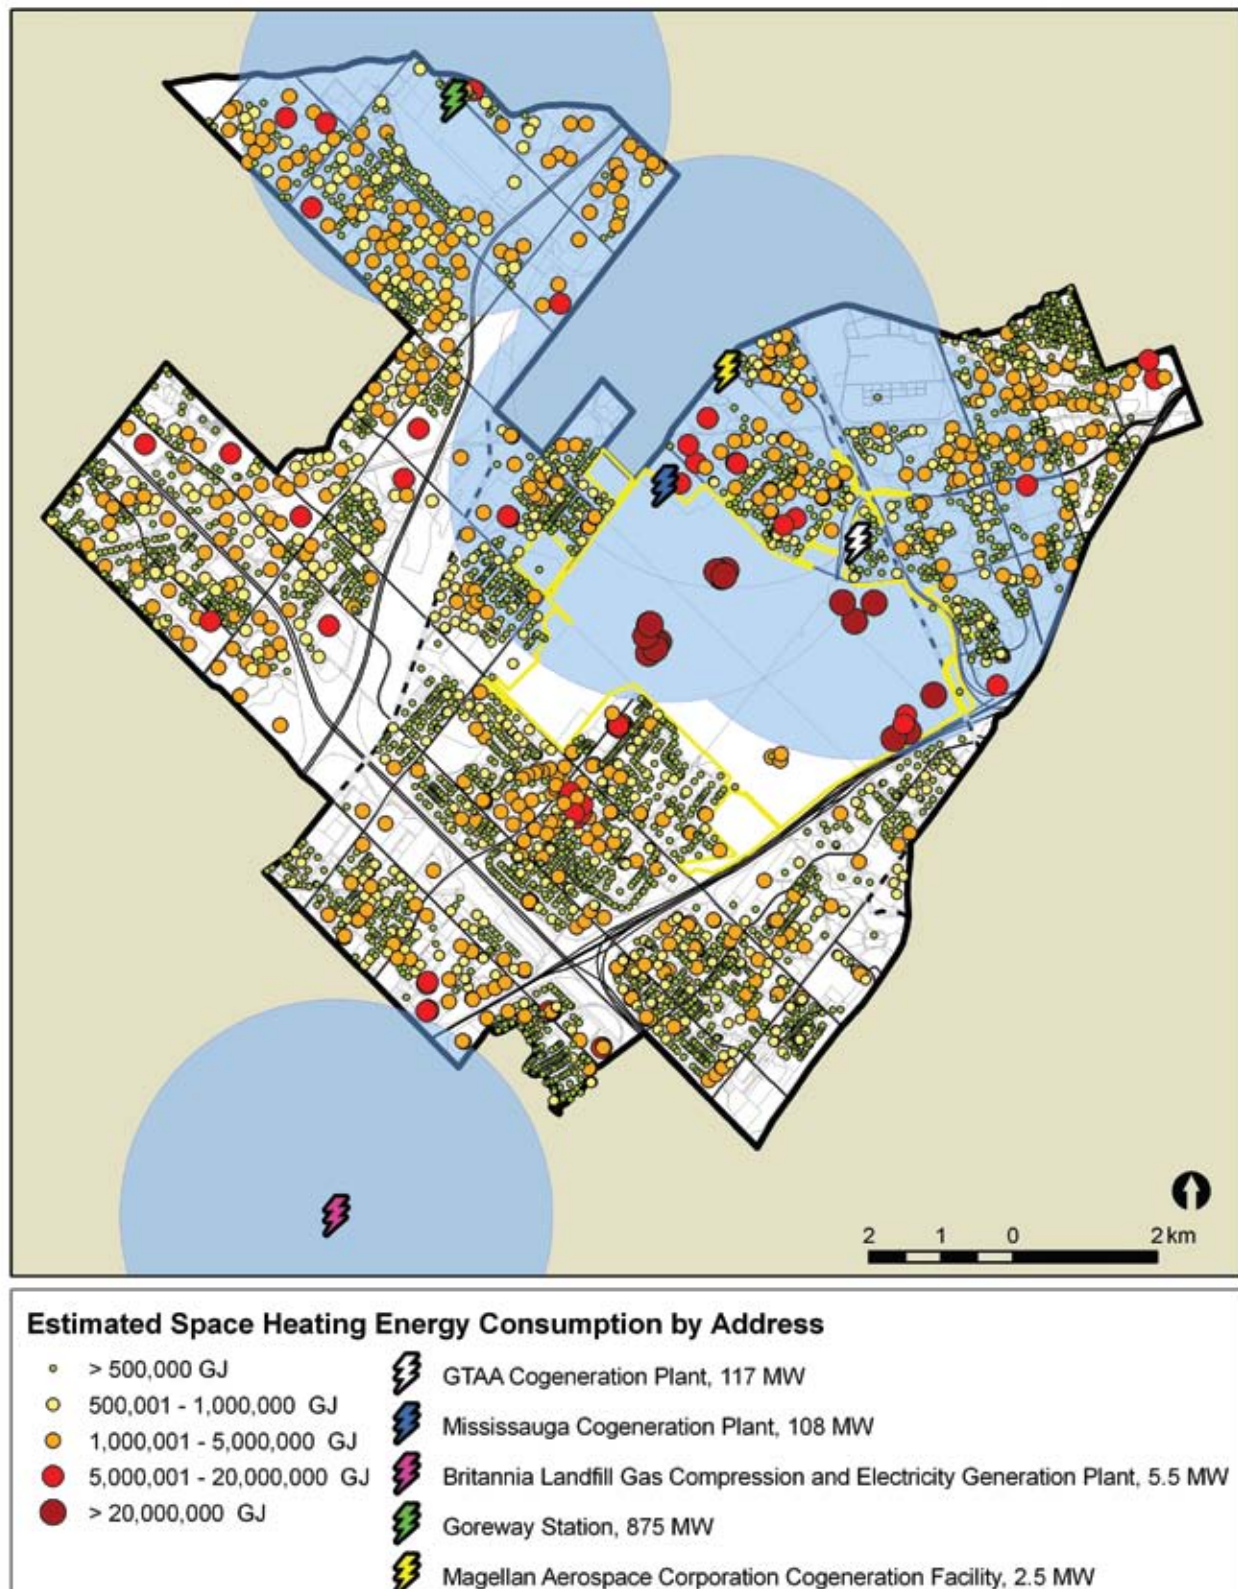 2 1 0 2 km
Estimated Space Heating Energy Consumption by Address
> 500,000 GJ
500,001 - 1,000,000 GJ
1,000,001 - 5,000,000 GJ
5,000,001 - 20,000,000 GJ
> 20,000,000 GJ
GTAA Cogeneration Plant, 117 MW
Mississauga Cogeneration Plant, 108 MW
Britannia Landfill Gas Compression and Electricity Generation Plant, 5.5 MW
Goreway Station, 875 MW
Magellan Aerospace Corporation Cogeneration Facility, 2.5 MW